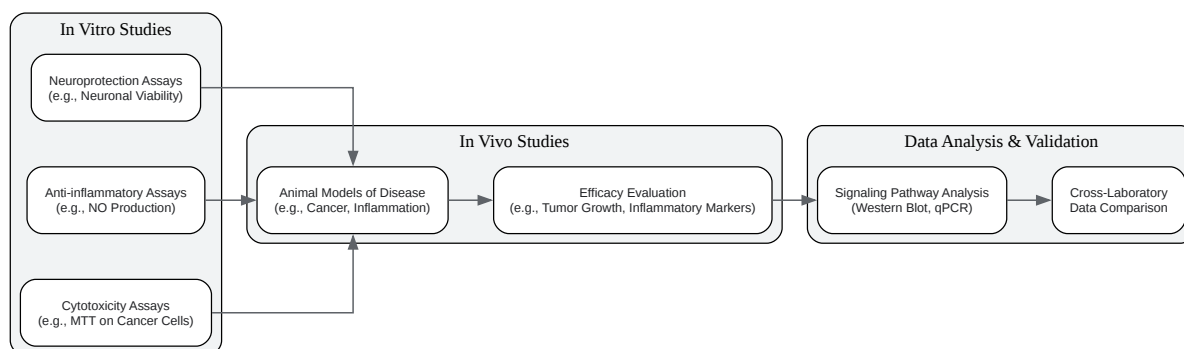 In Vitro Studies
Neuroprotection Assays
(e.g., Neuronal Viability)
Anti-inflammatory Assays
(e.g., NO Production)
Cytotoxicity Assays
(e.g., MTT on Cancer Cells)
In Vivo Studies
Animal Models of Disease
(e.g., Cancer, Inflammation)
Efficacy Evaluation
(e.g., Tumor Growth, Inflammatory Markers)
Data Analysis & Validation
Signaling Pathway Analysis
(Western Blot, qPCR)
Cross-Laboratory
Data Comparison